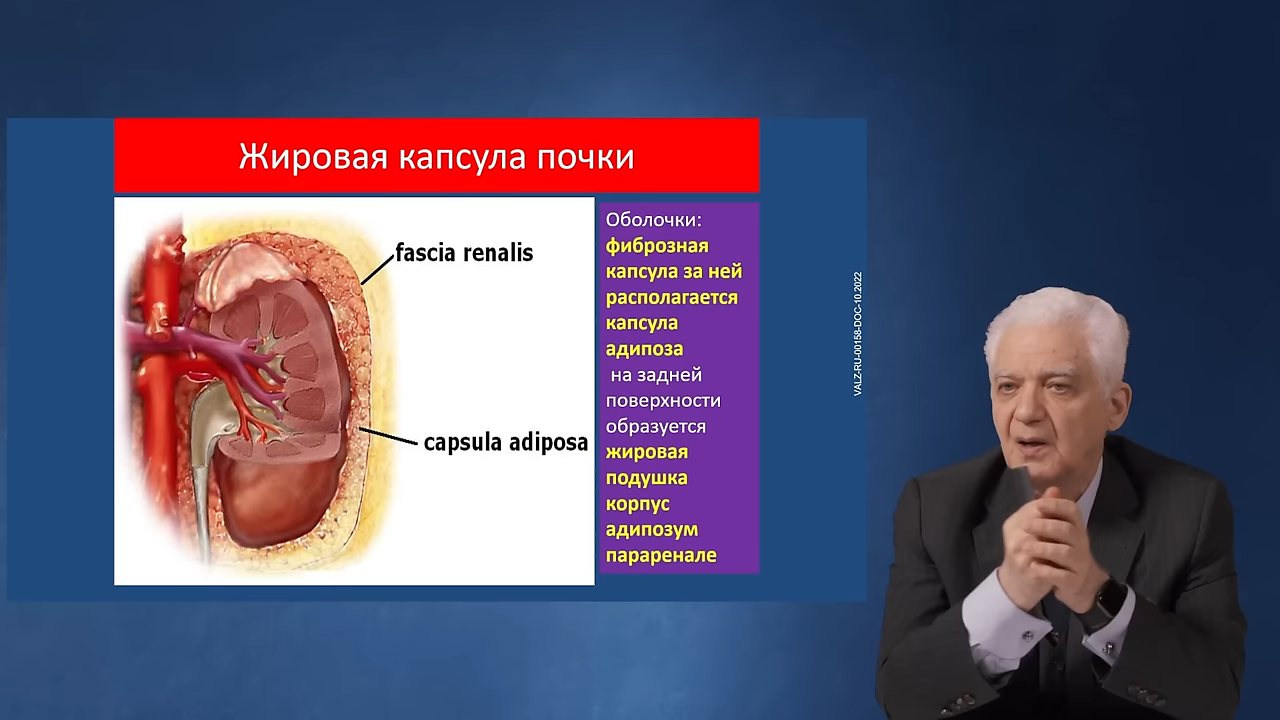 Жировая капсула почки
fascia renalis
capsula adiposa
Оболочки:
фиброзная
капсула за ней
располагается
капсула
адипоза
на задней
поверхности
образуется
жировая
подушка
корпус
адипозум
параренале
VALZ-RU-00158-DOC-10.2022